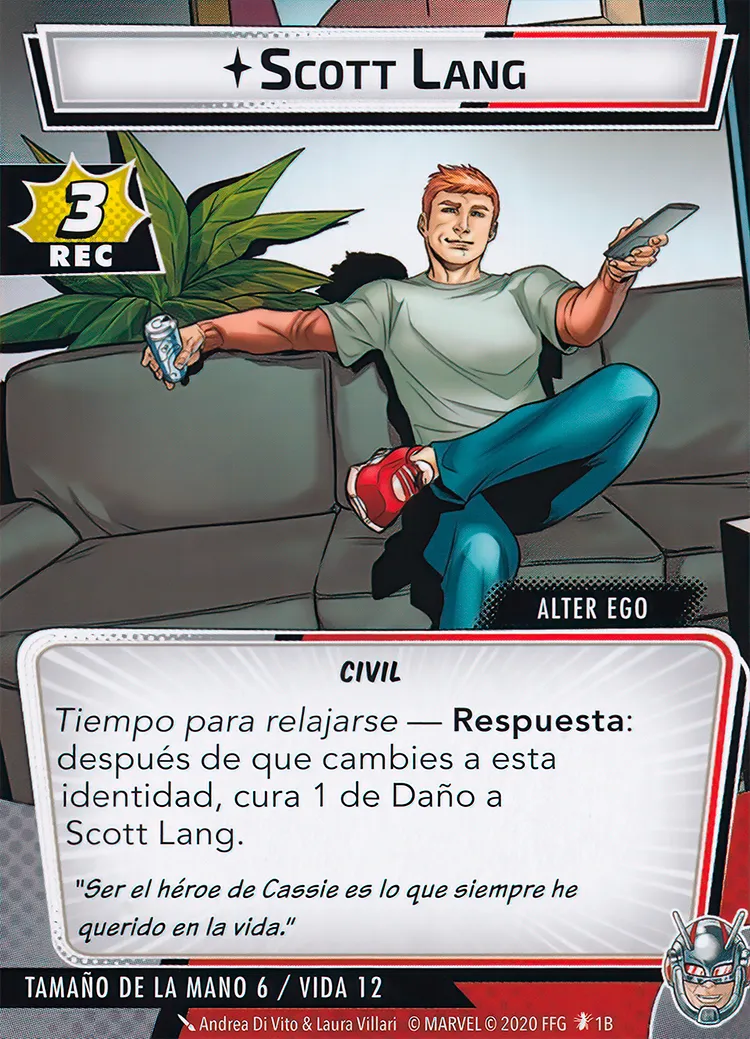 SCOTT LANG
3
REC
ALTER EGO
CIVIL
Tiempo para relajarse — Respuesta:
después de que cambies a esta
identidad, cura 1 de Daño a
Scott Lang.
"Ser el héroe de Cassie es lo que siempre he
querido en la vida."
TAMAÑO DE LA MANO 6 / VIDA 12
Andrea Di Vito & Laura Villari © MARVEL © 2020 FFG 1B